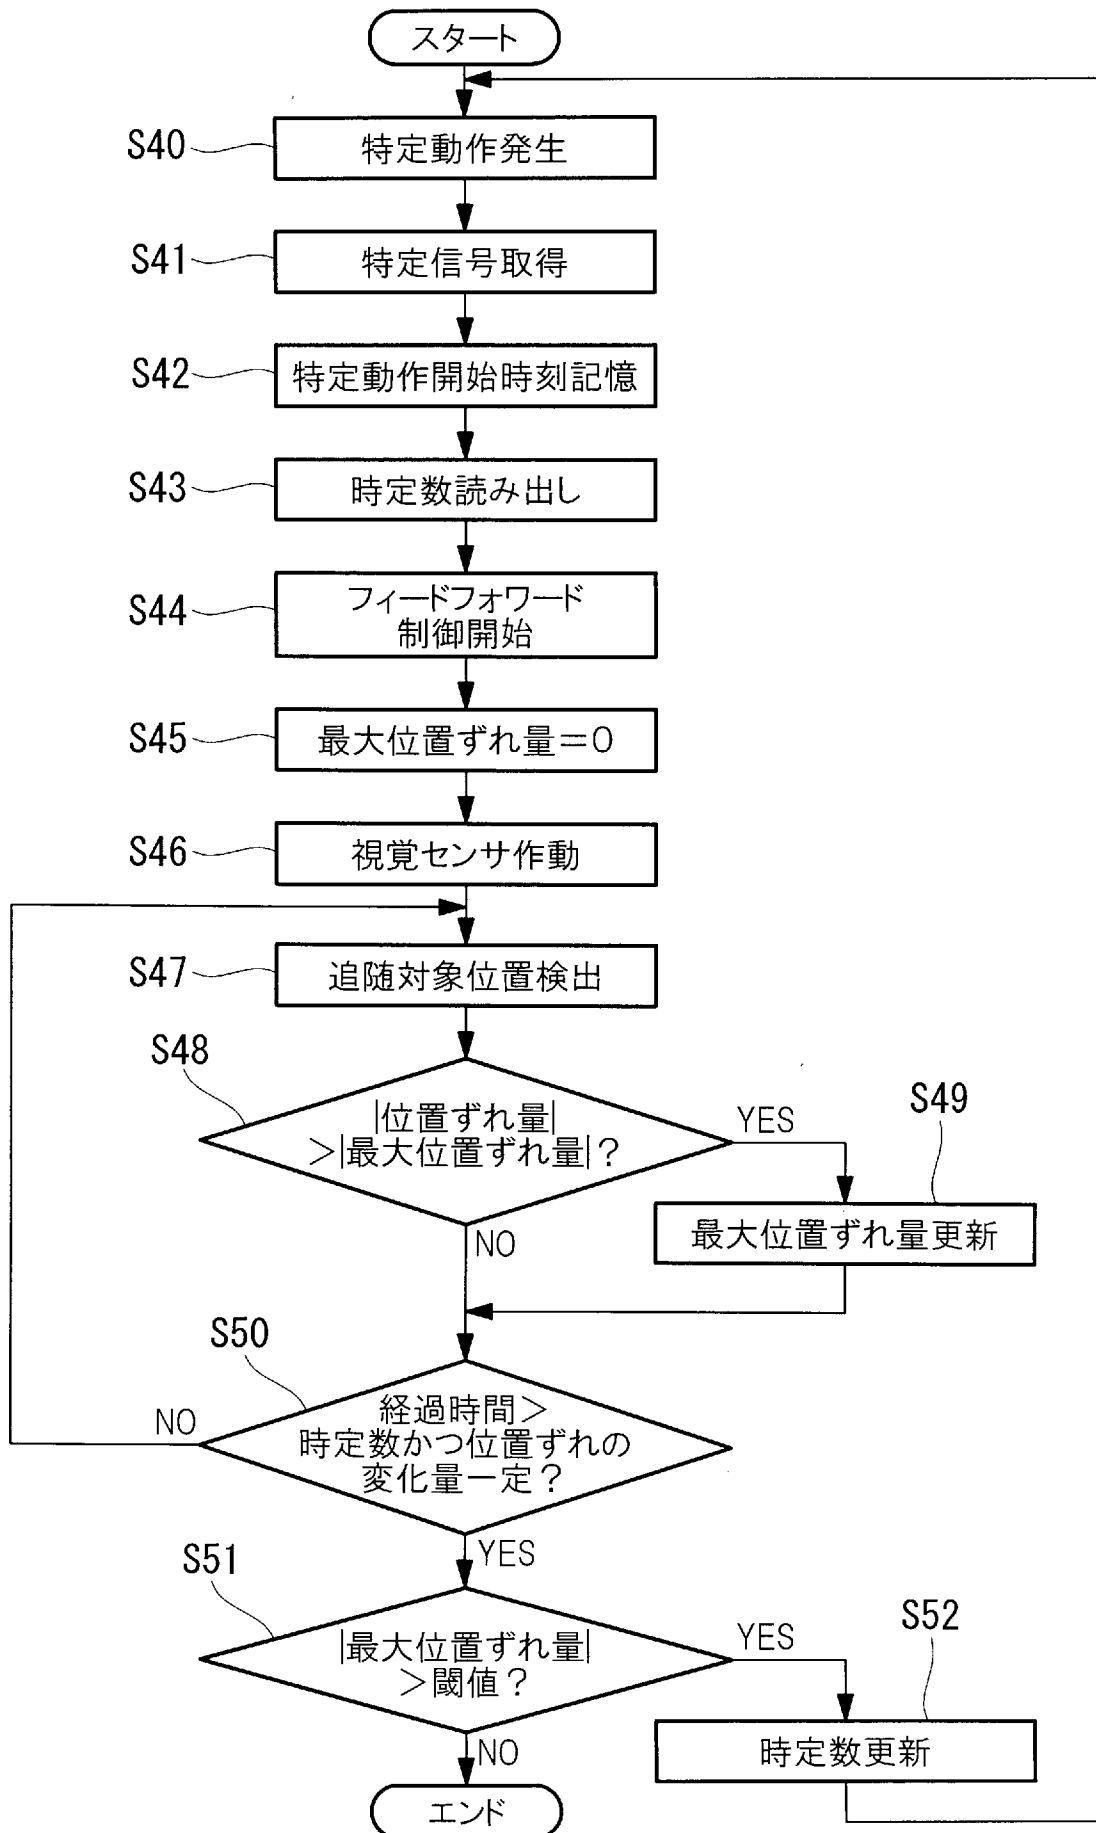 スタート
S40
特定動作発生
S41
特定信号取得
S42
特定動作開始時刻記憶
S43
時定数読み出し
S44
フィードフォワード
制御開始
S45
最大位置ずれ量=0
S46
視覚センサ作動
S47
追随対象位置検出
S48
|位置ずれ量|
>|最大位置ずれ量|?
YES
S49
最大位置ずれ量更新
NO
S50
経過時間>
時定数かつ位置ずれの
変化量一定?
NO
YES
S51
|最大位置ずれ量|
>閾値?
YES
S52
時定数更新
NO
エンド